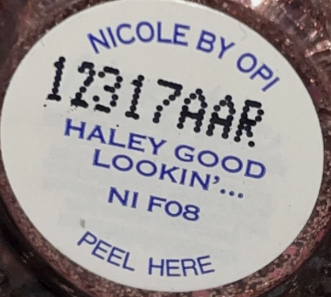 NICOLE BY OPI
12317AAR
HALEY GOOD
LOOKIN'...
NI F08
PEEL HERE